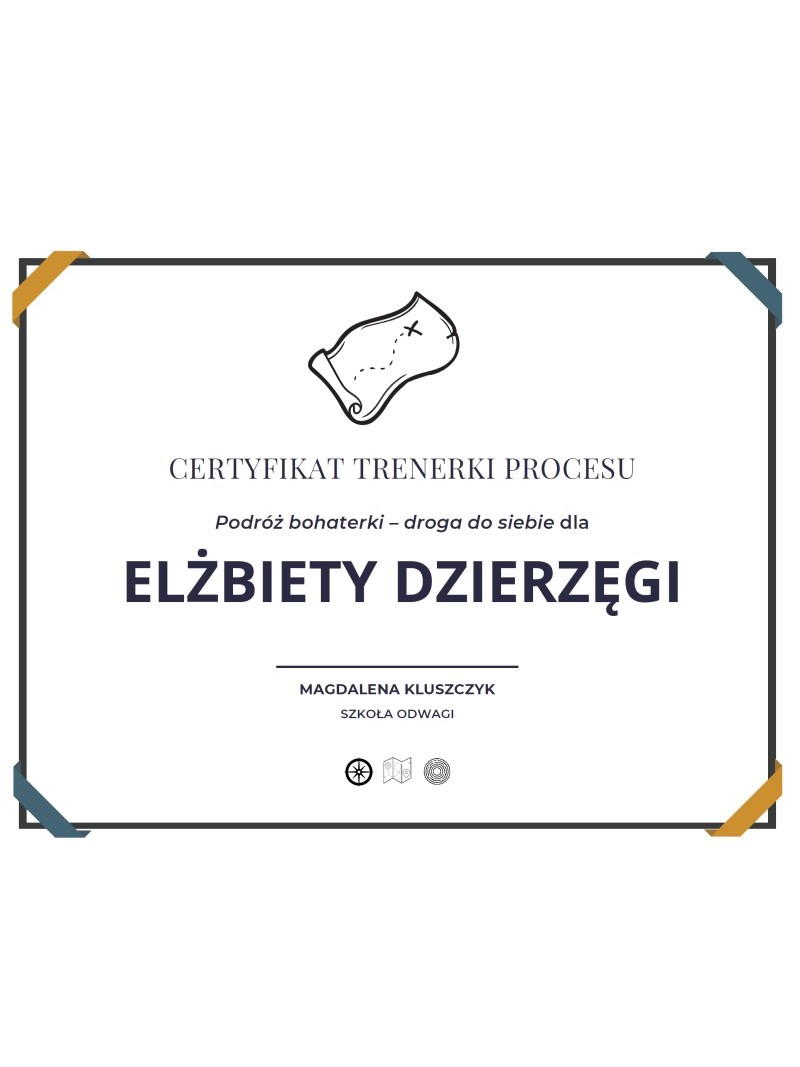 CERTYFIKAT TRENERKI PROCESU
Podróż bohaterki – droga do siebie dla
ELŻBIETY DZIERZĘGI
MAGDALENA KLUSZCZYK
SZKOŁA ODWAGI